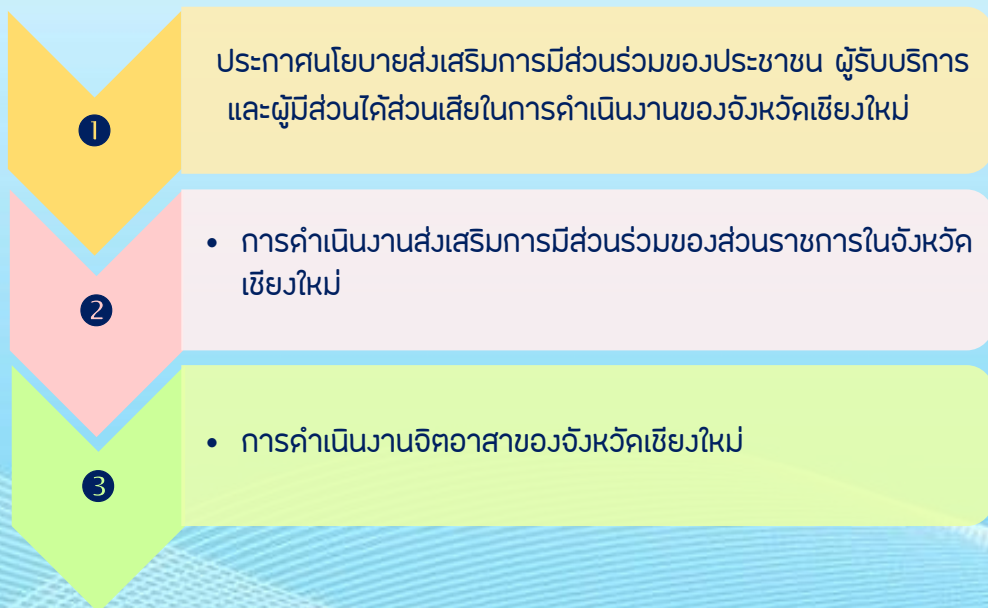 ❶
ประกาศนโยบายส่งเสริมการมีส่วนร่วมของประชาชน ผู้รับบริการ
และผู้มีส่วนได้ส่วนเสียในการดำเนินงานของจังหวัดเชียงใหม่
❷
• การดำเนินงานส่งเสริมการมีส่วนร่วมของส่วนราชการในจังหวัด
เชียงใหม่
❸
• การดำเนินงานจิตอาสาของจังหวัดเชียงใหม่